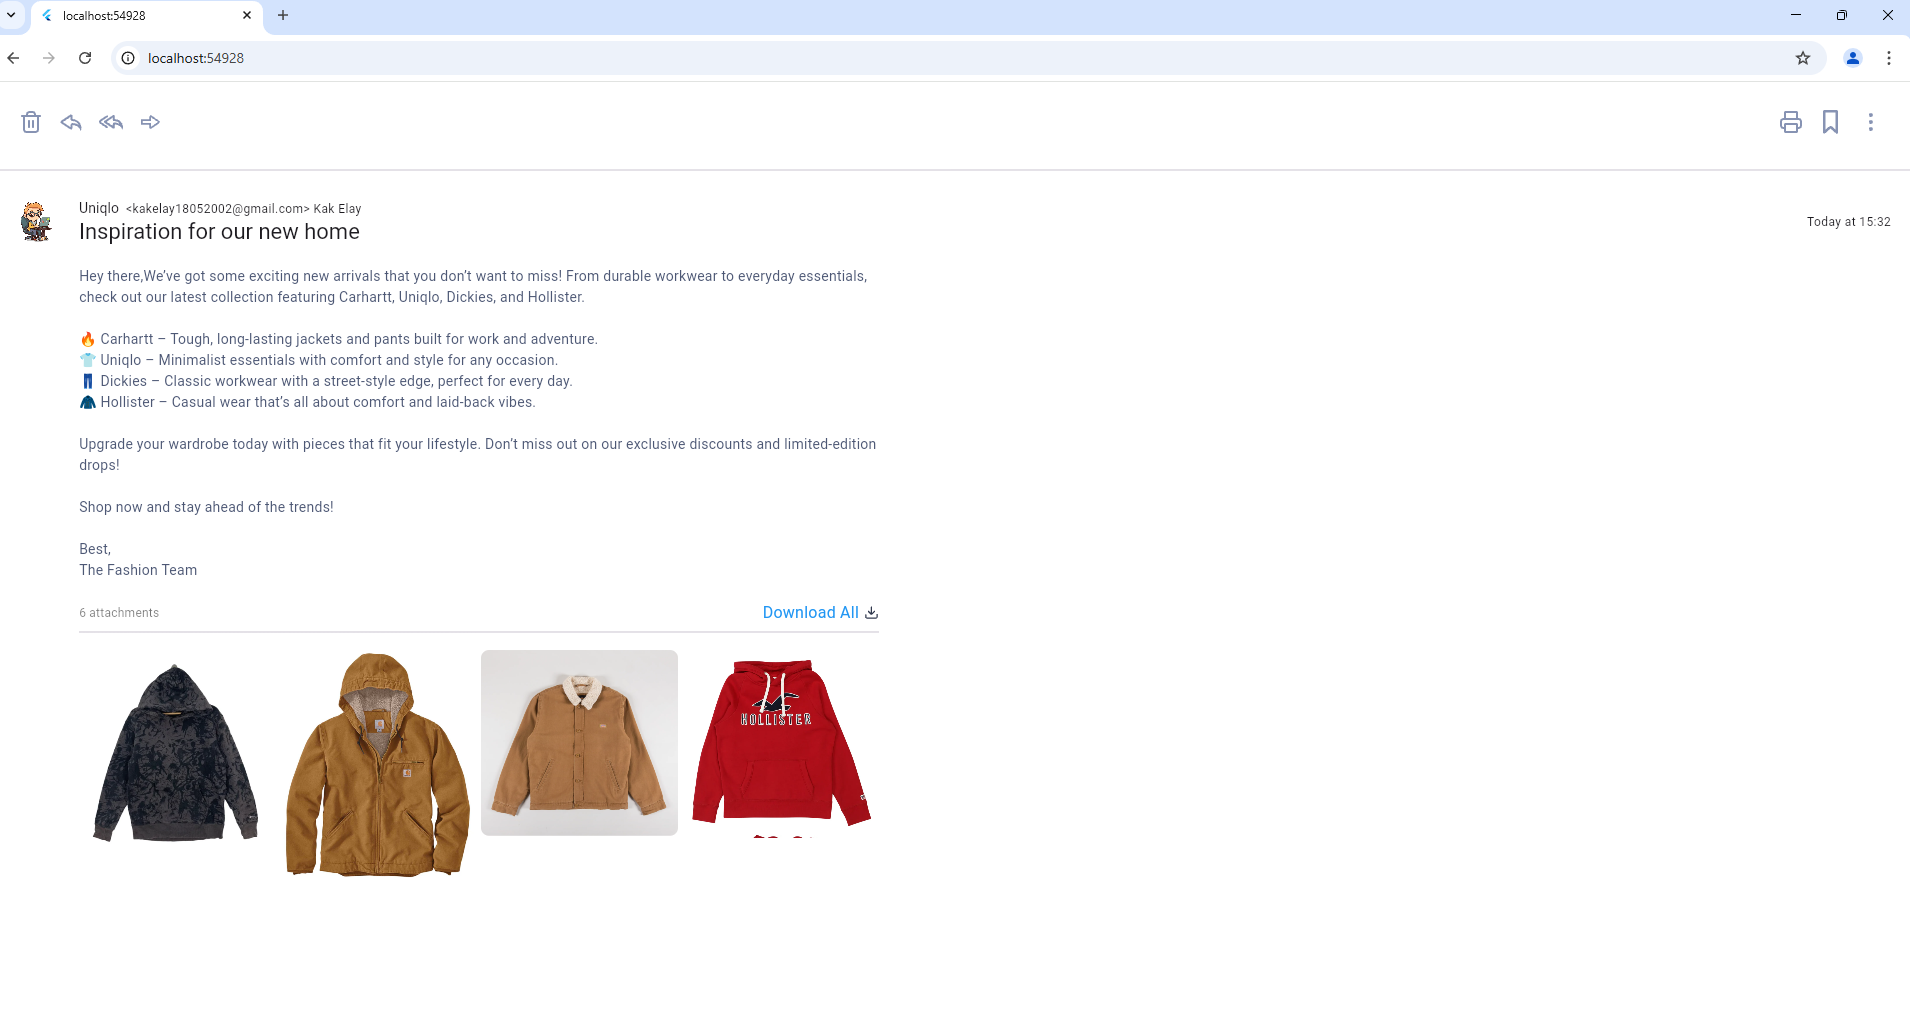 localhost:54928
localhost:54928
Uniqlo <kakelay18052002@gmail.com> Kak Elay
Inspiration for our new home
Today at 15:32
Hey there,We’ve got some exciting new arrivals that you don’t want to miss! From durable workwear to everyday essentials,
check out our latest collection featuring Carhartt, Uniqlo, Dickies, and Hollister.
🔥 Carhartt – Tough, long-lasting jackets and pants built for work and adventure.
👕 Uniqlo – Minimalist essentials with comfort and style for any occasion.
👖 Dickies – Classic workwear with a street-style edge, perfect for every day.
🧥 Hollister – Casual wear that’s all about comfort and laid-back vibes.
Upgrade your wardrobe today with pieces that fit your lifestyle. Don’t miss out on our exclusive discounts and limited-edition
drops!
Shop now and stay ahead of the trends!
Best,
The Fashion Team
6 attachments
Download All
HOLLISTER